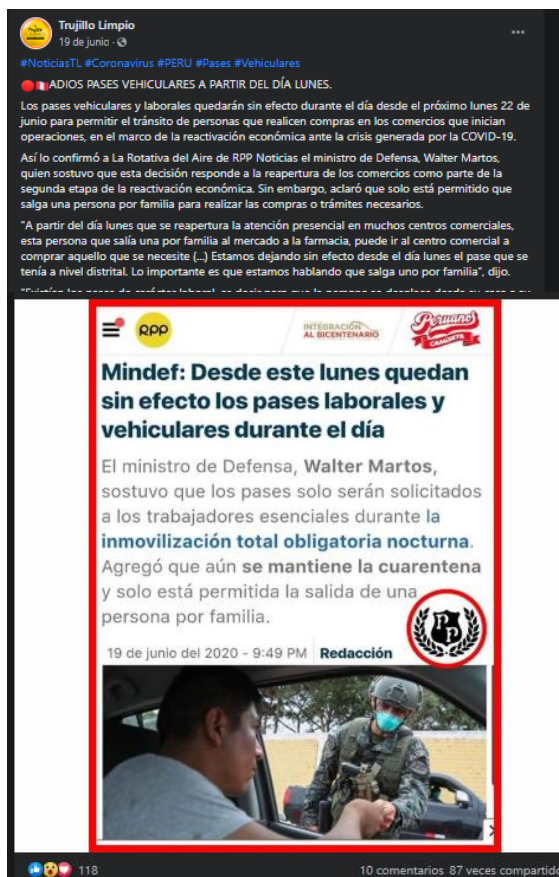 Trujillo Limpio
19 de junio
#NoticiasTL #Coronavirus #PERU #Pases #Vehiculares
ADIOS PASES VEHICULARES A PARTIR DEL DÍA LUNES.
Los pases vehiculares y laborales quedarán sin efecto durante el día desde el próximo lunes 22 de
junio para permitir el tránsito de personas que realicen compras en los comercios que inician
operaciones, en el marco de la reactivación económica ante la crisis generada por la COVID-19.
Así lo confirmó a La Rotativa del Aire de RPP Noticias el ministro de Defensa, Walter Martos,
quien sostuvo que esta decisión responde a la reapertura de los comercios como parte de la
segunda etapa de la reactivación económica. Sin embargo, aclaró que solo está permitido que
salga una persona por familia para realizar las compras o trámites necesarios.
"A partir del día lunes que se reapertura la atención presencial en muchos centros comerciales,
esta persona que salía una por familia al mercado a la farmacia, puede ir al centro comercial a
comprar aquello que se necesite (...) Estamos dejando sin efecto desde el día lunes el pase que se
tenía a nivel distrital. Lo importante es que estamos hablando que salga uno por familia", dijo.
RPP
INTEGRACIÓN
AL BICENTENARIO
Peruanos
CAMISETA
Mindef: Desde este lunes quedan
sin efecto los pases laborales y
vehiculares durante el día
El ministro de Defensa, Walter Martos,
sostuvo que los pases solo serán solicitados
a los trabajadores esenciales durante la
inmovilización total obligatoria nocturna.
Agregó que aún se mantiene la cuarentena
y solo está permitida la salida de una
persona por familia.
PP
19 de junio del 2020 - 9:49 PM Redacción
118
10 comentarios 87 veces compartido